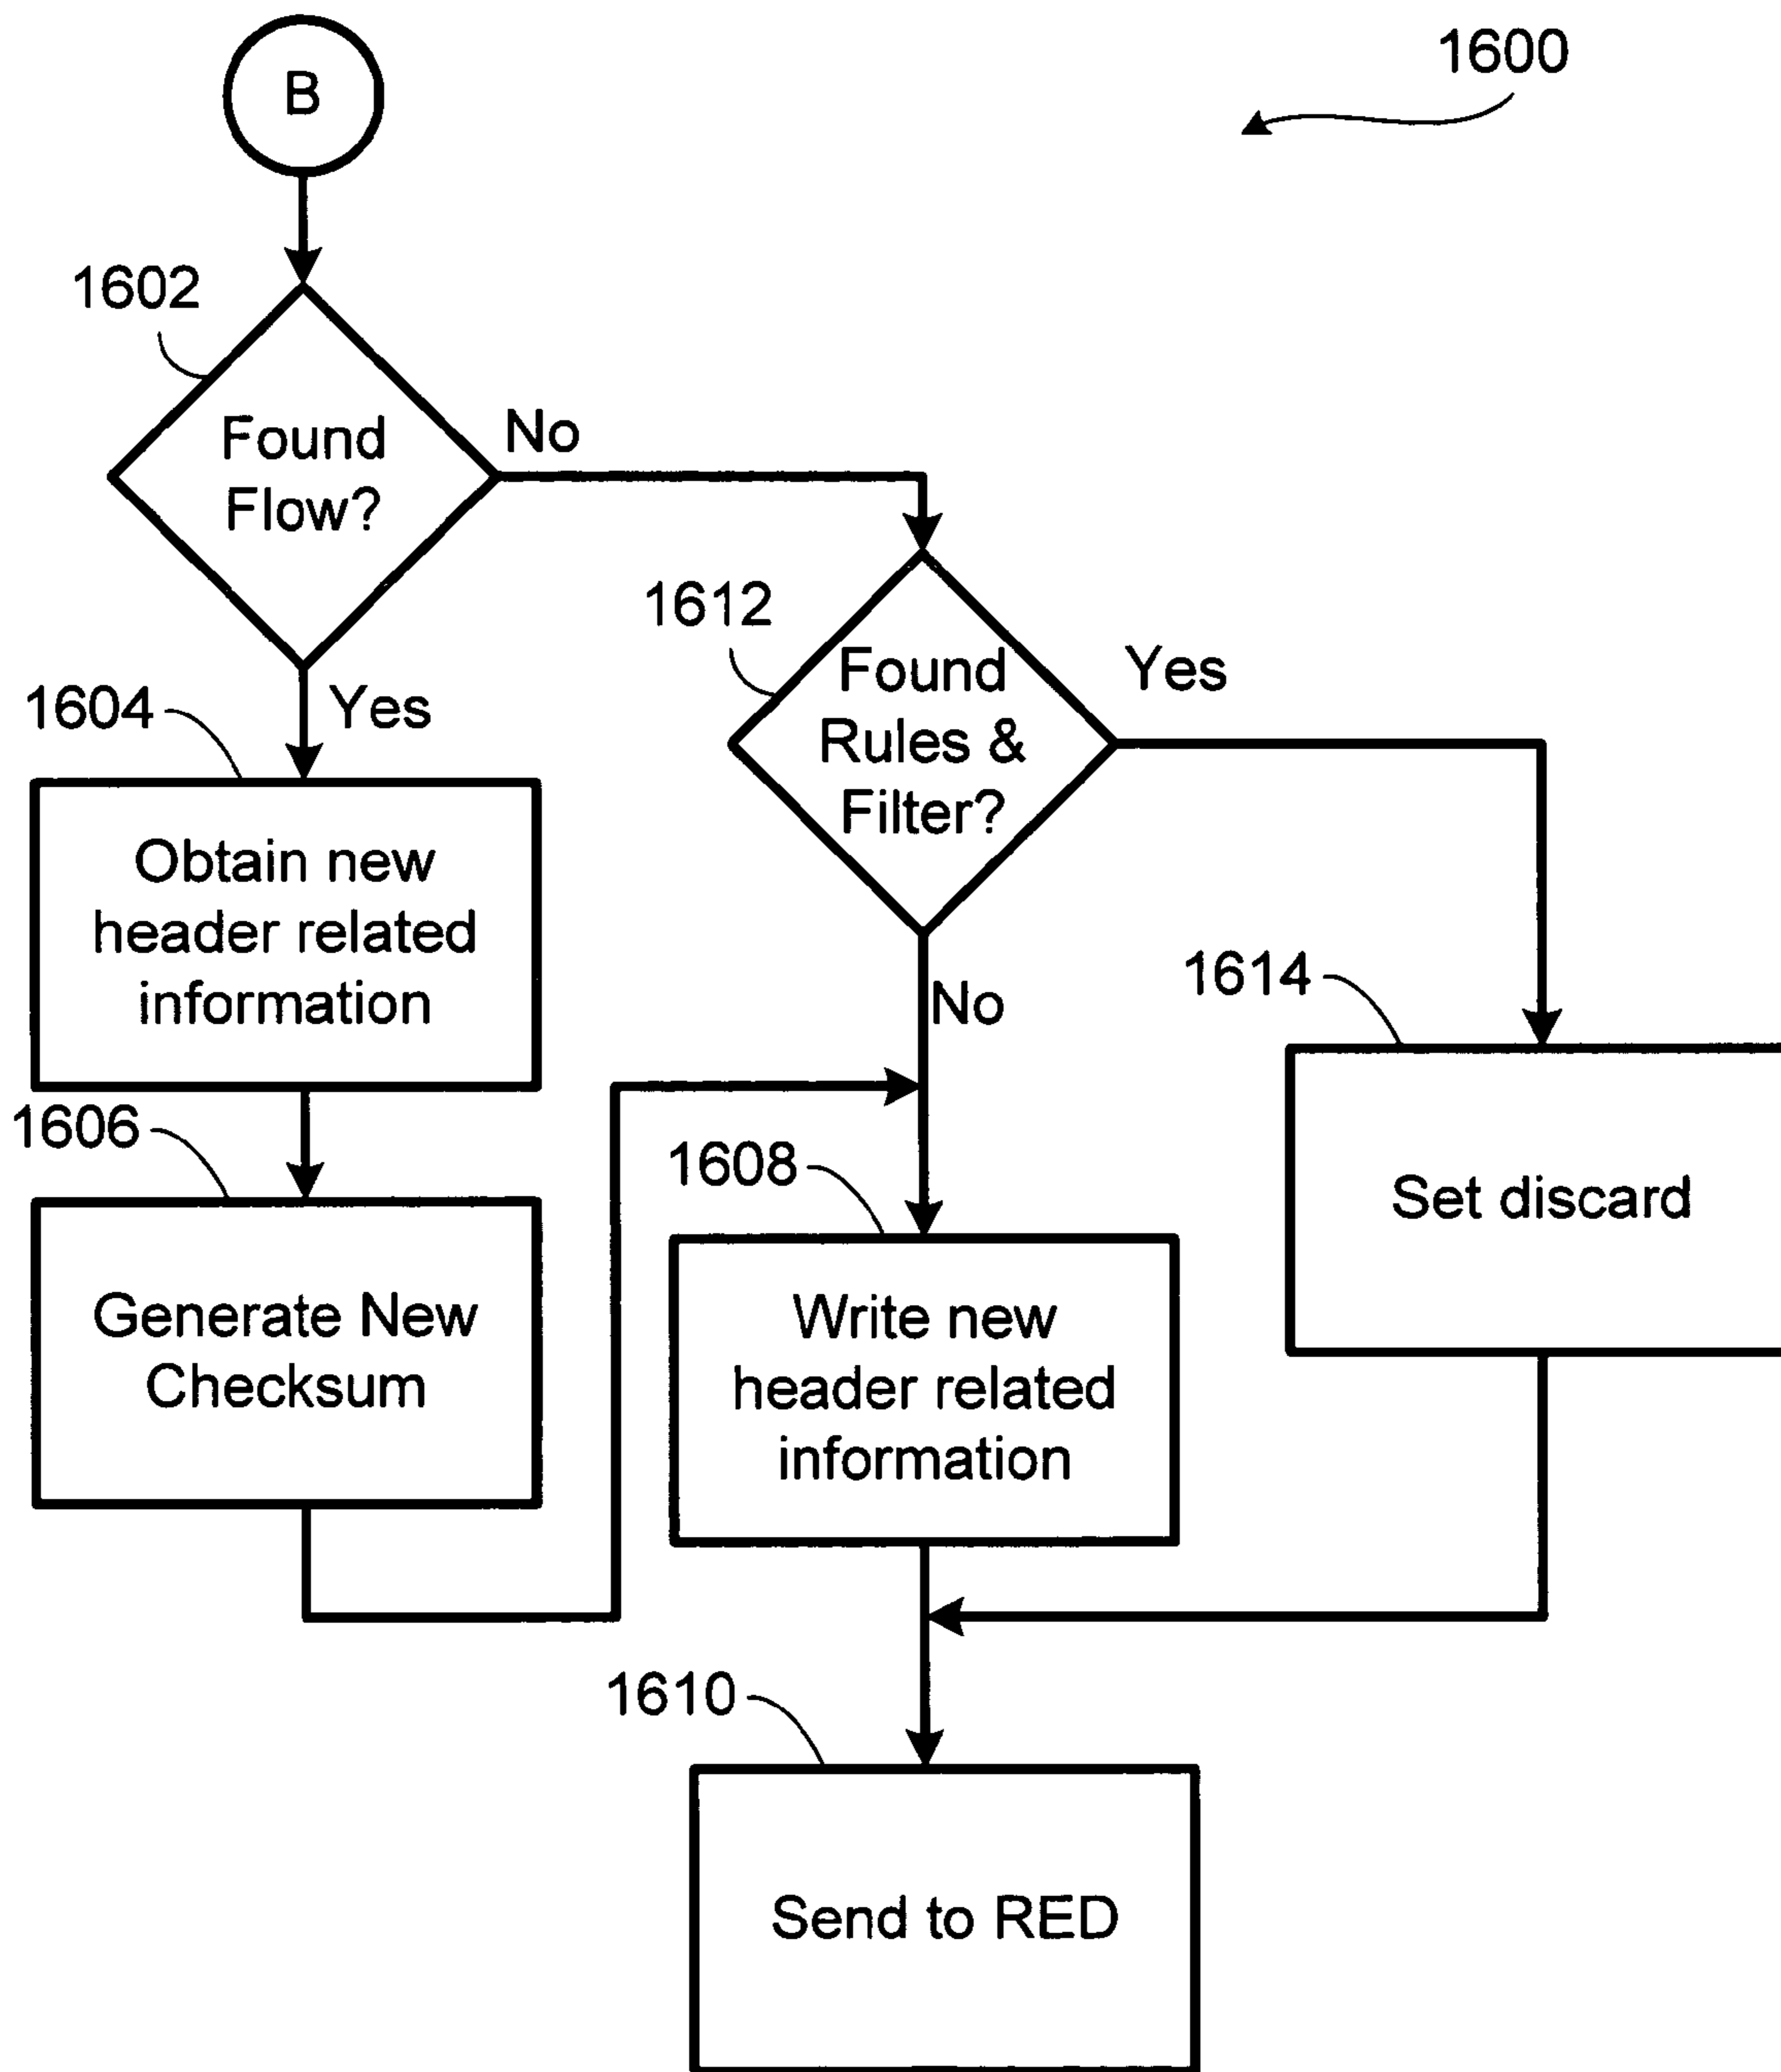 B
1600
1602
Found
Flow?
No
1612
Found
Rules &
Filter?
Yes
1604
Yes
Obtain new
header related
information
No
1614
Set discard
1606
Generate New
Checksum
1608
Write new
header related
information
1610
Send to RED